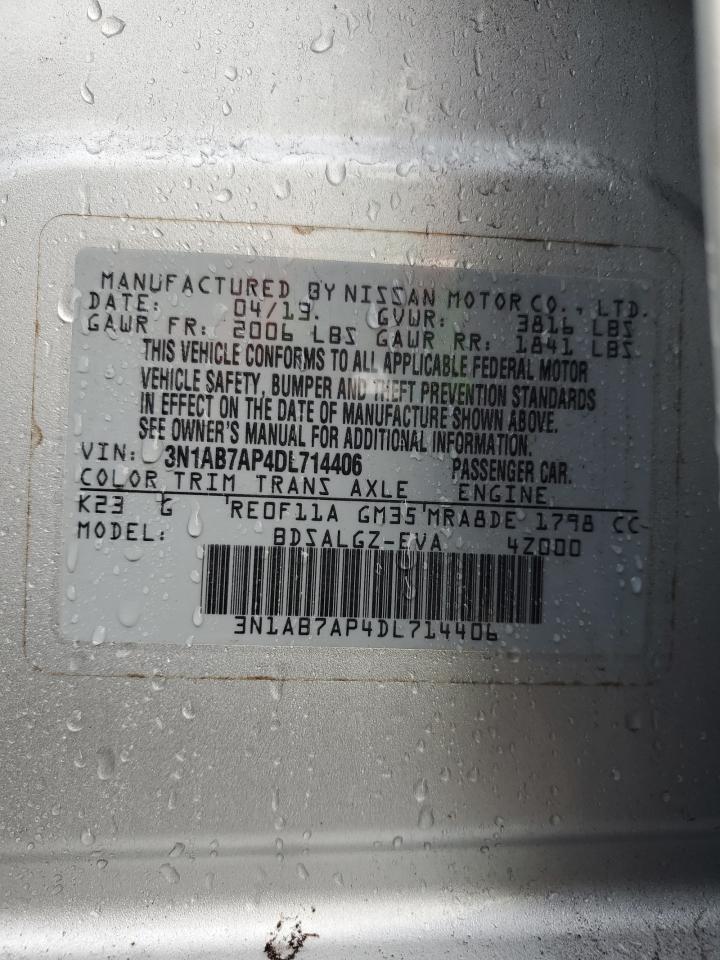 MANUFACTURED BY NISSAN MOTOR CO., LTD.
DATE: 04/13. GVWR: 3816 LBS
GAWR FR: 2006 LBS GAWR RR: 1841 LBS
THIS VEHICLE CONFORMS TO ALL APPLICABLE FEDERAL MOTOR
VEHICLE SAFETY, BUMPER AND THEFT PREVENTION STANDARDS
IN EFFECT ON THE DATE OF MANUFACTURE SHOWN ABOVE.
SEE OWNER'S MANUAL FOR ADDITIONAL INFORMATION.
VIN: 3N1AB7AP4DL714406 PASSENGER CAR.
COLOR TRIM TRANS AXLE ENGINE
K23 G RE0F11A GM35 MRA8DE 1798 CC
MODEL: BDSALGZ-EVA 4Z000
3N1AB7AP4DL714406